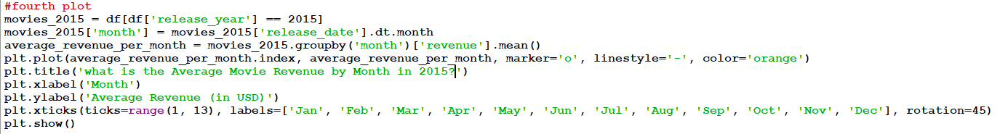 #fourth plot
movies_2015 = df[df['release_year'] == 2015]
movies_2015['month'] = movies_2015['release_date'].dt.month
average_revenue_per_month = movies_2015.groupby('month')['revenue'].mean()
plt.plot(average_revenue_per_month.index, average_revenue_per_month, marker='o', linestyle='-', color='orange')
plt.title('what is the Average Movie Revenue by Month in 2015?')
plt.xlabel('Month')
plt.ylabel('Average Revenue (in USD)')
plt.xticks(ticks=range(1, 13), labels=['Jan', 'Feb', 'Mar', 'Apr', 'May', 'Jun', 'Jul', 'Aug', 'Sep', 'Oct', 'Nov', 'Dec'], rotation=45)
plt.show()